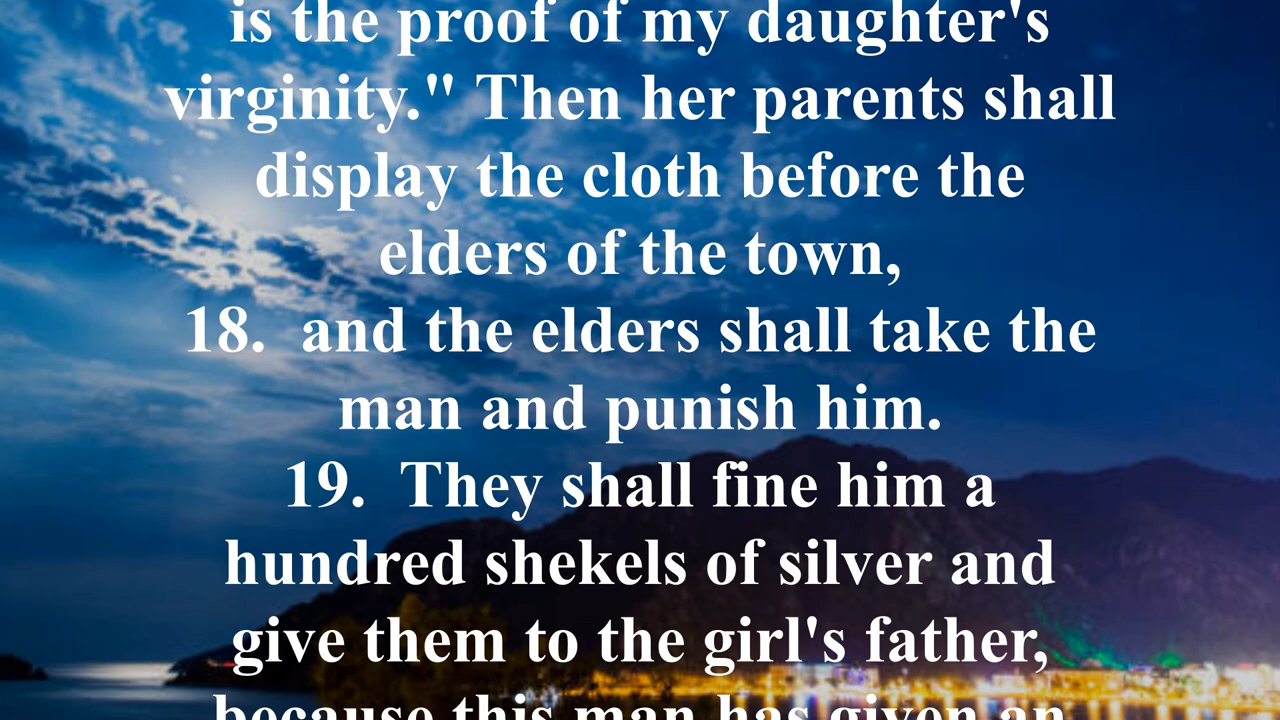 is the proof of my daughter's
virginity." Then her parents shall
display the cloth before the
elders of the town,
18. and the elders shall take the
man and punish him.
19. They shall fine him a
hundred shekels of silver and
give them to the girl's father,
because this man has given an